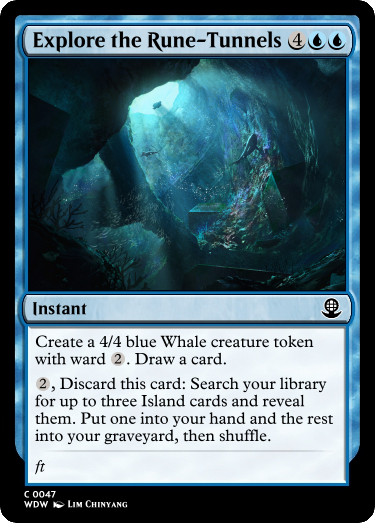 Explore the Rune-Tunnels 4
Instant
Create a 4/4 blue Whale creature token
with ward 2. Draw a card.
2, Discard this card: Search your library
for up to three Island cards and reveal
them. Put one into your hand and the rest
into your graveyard, then shuffle.
ft
C 0047
WDW Lim Chinyang